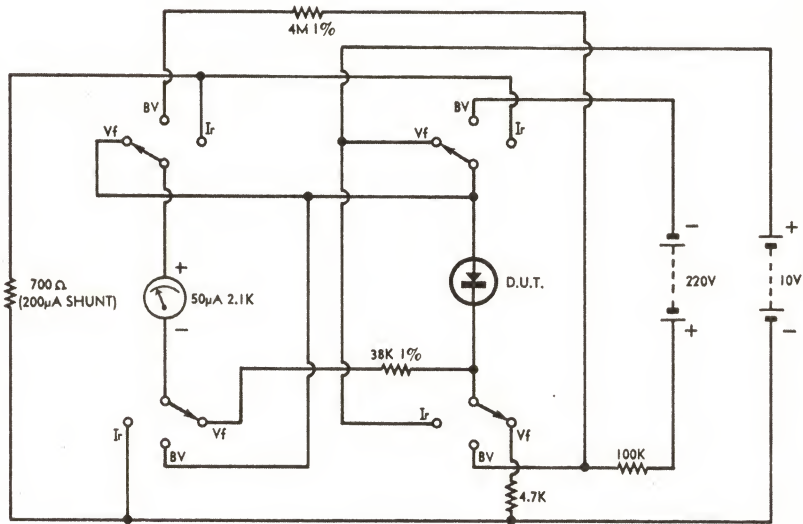 4M 1%
BV
Ir
Vf
BV
Ir
Vf
+
700Ω
(200μA SHUNT)
50μA 2.1K
−
D.U.T.
−
220V
+
+
10V
−
38K 1%
Ir
Vf
BV
Ir
Vf
BV
100K
4.7K